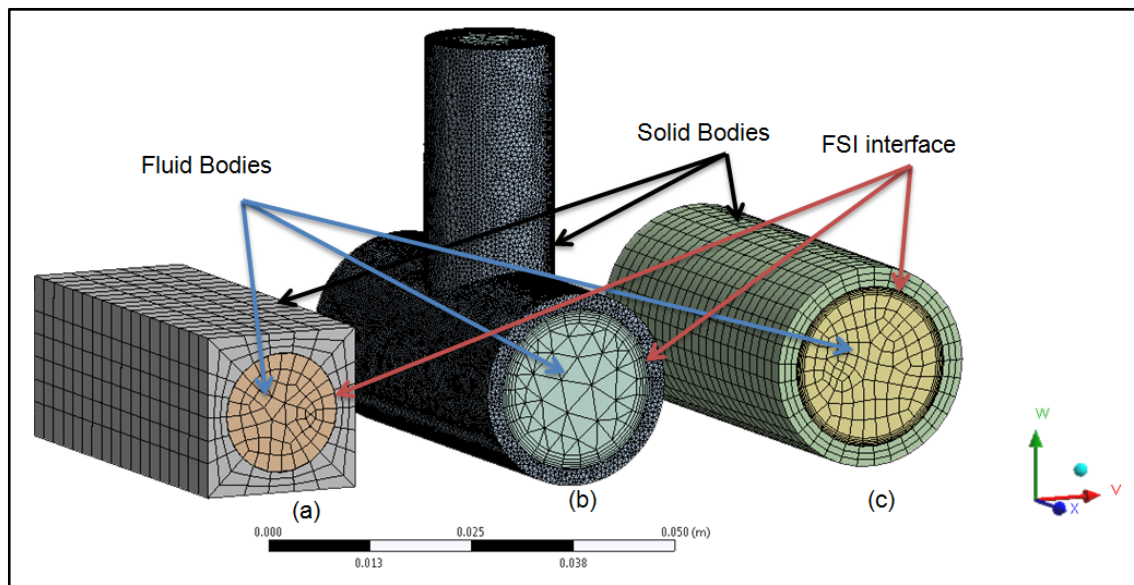 Solid Bodies
FSI interface
Fluid Bodies
(a)
(b)
(c)
W
V
X
0.000
0.025
0.050 (m)
0.013
0.038